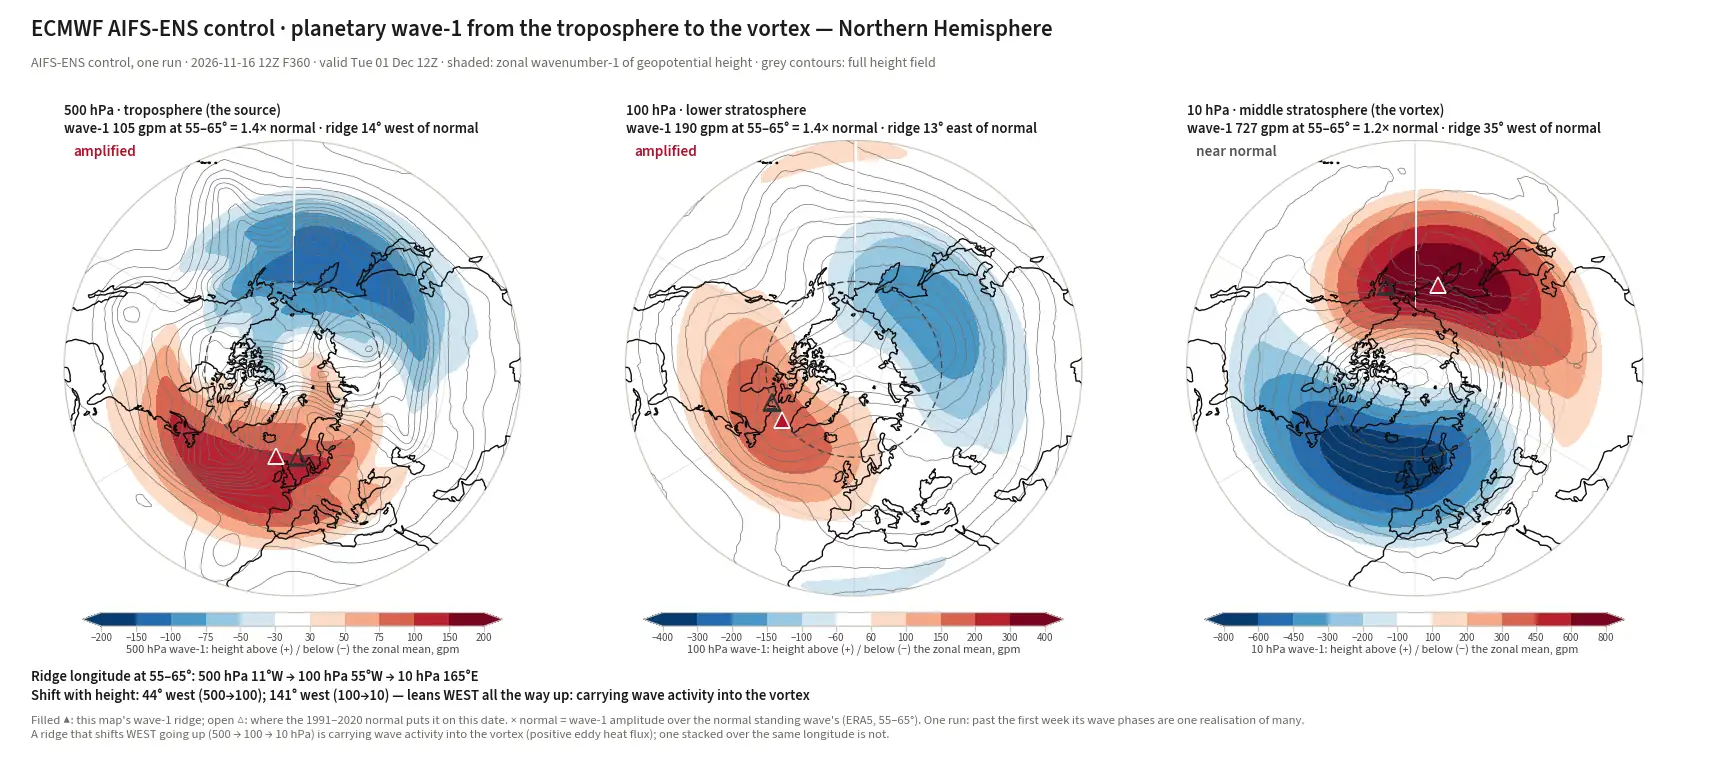 ECMWF AIFS-ENS control · planetary wave-1 from the troposphere to the vortex — Northern Hemisphere
AIFS-ENS control, one run · 2026-11-16 12Z F360 · valid Tue 01 Dec 12Z · shaded: zonal wavenumber-1 of geopotential height · grey contours: full height field
500 hPa · troposphere (the source)
wave-1 105 gpm at 55–65° = 1.4× normal · ridge 14° west of normal
amplified
100 hPa · lower stratosphere
wave-1 190 gpm at 55–65° = 1.4× normal · ridge 13° east of normal
amplified
10 hPa · middle stratosphere (the vortex)
wave-1 727 gpm at 55–65° = 1.2× normal · ridge 35° west of normal
near normal
−200 −150 −100 −75 −50 −30 30 50 75 100 150 200
500 hPa wave-1: height above (+) / below (−) the zonal mean, gpm
−400 −300 −200 −150 −100 −60 60 100 150 200 300 400
100 hPa wave-1: height above (+) / below (−) the zonal mean, gpm
−800 −600 −450 −300 −200 −100 100 200 300 450 600 800
10 hPa wave-1: height above (+) / below (−) the zonal mean, gpm
Ridge longitude at 55–65°: 500 hPa 11°W → 100 hPa 55°W → 10 hPa 165°E
Shift with height: 44° west (500→100); 141° west (100→10) — leans WEST all the way up: carrying wave activity into the vortex
Filled ▲: this map's wave-1 ridge; open △: where the 1991–2020 normal puts it on this date. × normal = wave-1 amplitude over the normal standing wave's (ERA5, 55–65°). One run: past the first week its wave phases are one realisation of many.
A ridge that shifts WEST going up (500 → 100 → 10 hPa) is carrying wave activity into the vortex (positive eddy heat flux); one stacked over the same longitude is not.